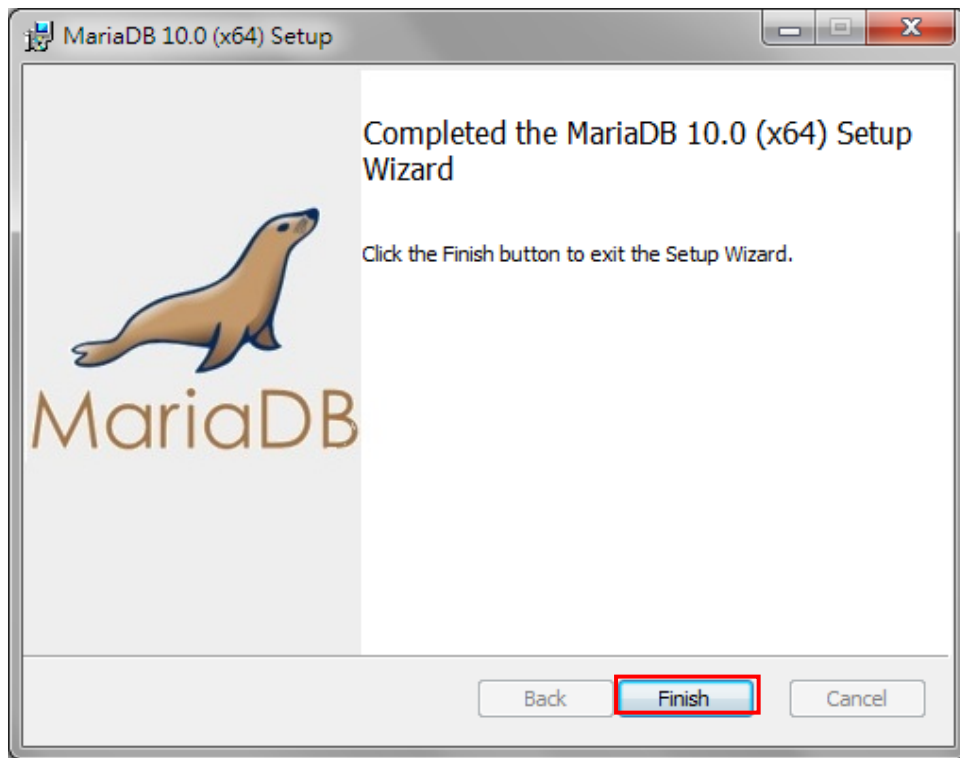 MariaDB 10.0 (x64) Setup
Completed the MariaDB 10.0 (x64) Setup
Wizard
Click the Finish button to exit the Setup Wizard.
MariaDB
Back
Finish
Cancel